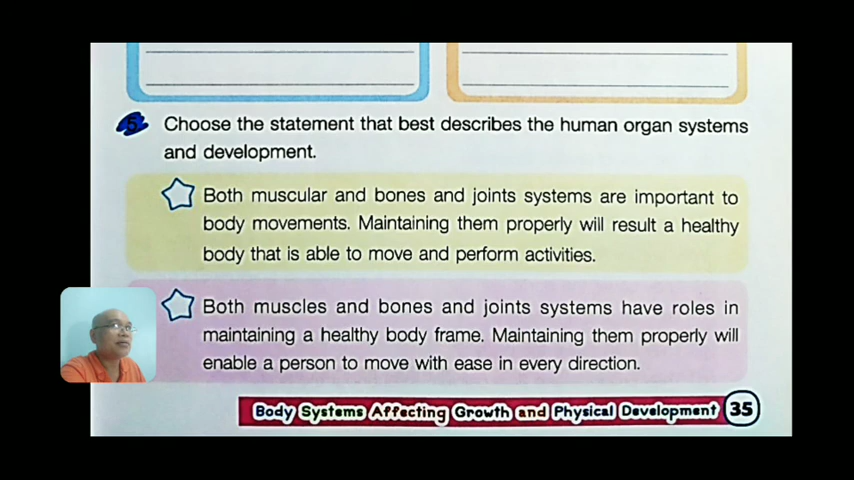 5 Choose the statement that best describes the human organ systems
and development.
Both muscular and bones and joints systems are important to
body movements. Maintaining them properly will result a healthy
body that is able to move and perform activities.
Both muscles and bones and joints systems have roles in
maintaining a healthy body frame. Maintaining them properly will
enable a person to move with ease in every direction.
Body Systems Affecting Growth and Physical Development 35